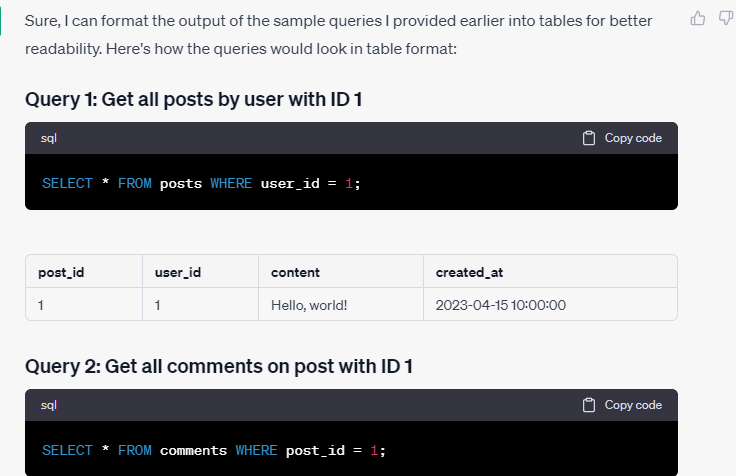 Sure, I can format the output of the sample queries I provided earlier into tables for better
readability. Here's how the queries would look in table format:
Query 1: Get all posts by user with ID 1
sql Copy code
SELECT * FROM posts WHERE user_id = 1;
post_id user_id content created_at
1 1 Hello, world! 2023-04-15 10:00:00
Query 2: Get all comments on post with ID 1
sql Copy code
SELECT * FROM comments WHERE post_id = 1;